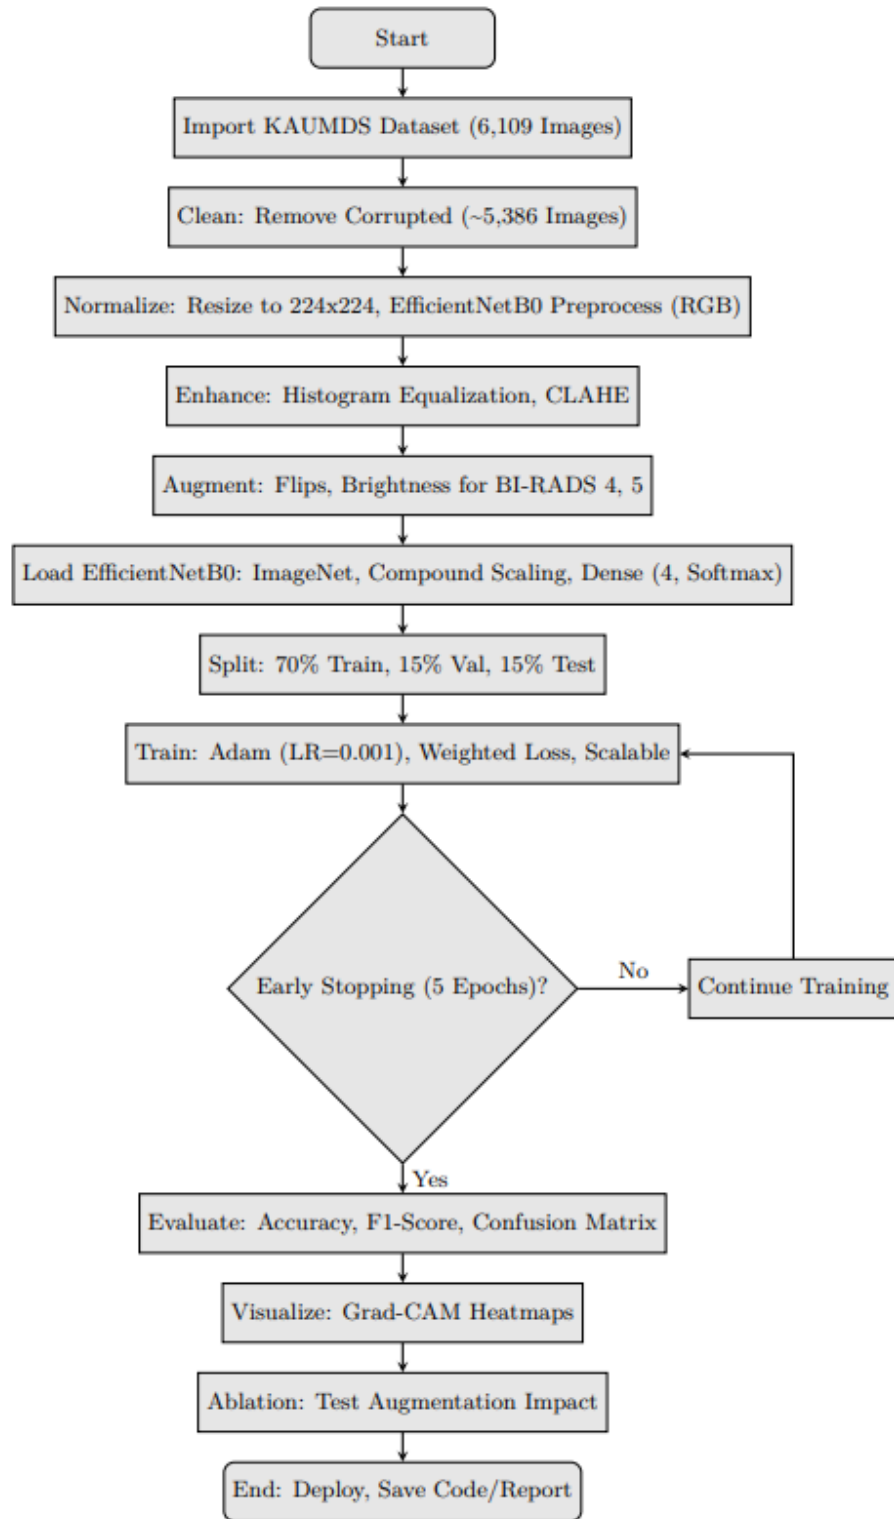 Start
Import KAUMDS Dataset (6,109 Images)
Clean: Remove Corrupted (~5,386 Images)
Normalize: Resize to 224x224, EfficientNetB0 Preprocess (RGB)
Enhance: Histogram Equalization, CLAHE
Augment: Flips, Brightness for BI-RADS 4, 5
Load EfficientNetB0: ImageNet, Compound Scaling, Dense (4, Softmax)
Split: 70% Train, 15% Val, 15% Test
Train: Adam (LR=0.001), Weighted Loss, Scalable
Early Stopping (5 Epochs)?
No
Continue Training
Yes
Evaluate: Accuracy, F1-Score, Confusion Matrix
Visualize: Grad-CAM Heatmaps
Ablation: Test Augmentation Impact
End: Deploy, Save Code/Report